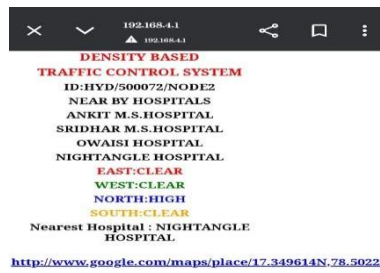 192.168.4.1
192.168.4.1
DENSITY BASED
TRAFFIC CONTROL SYSTEM
ID:HYD/500072/NODE2
NEAR BY HOSPITALS
ANKIT M.S.HOSPITAL
SRIDHAR M.S.HOSPITAL
OWAISI HOSPITAL
NIGHTANGLE HOSPITAL
EAST:CLEAR
WEST:CLEAR
NORTH:HIGH
SOUTH:CLEAR
Nearest Hospital : NIGHTANGLE
HOSPITAL
http://www.google.com/maps/place/17.349614N,78.5022